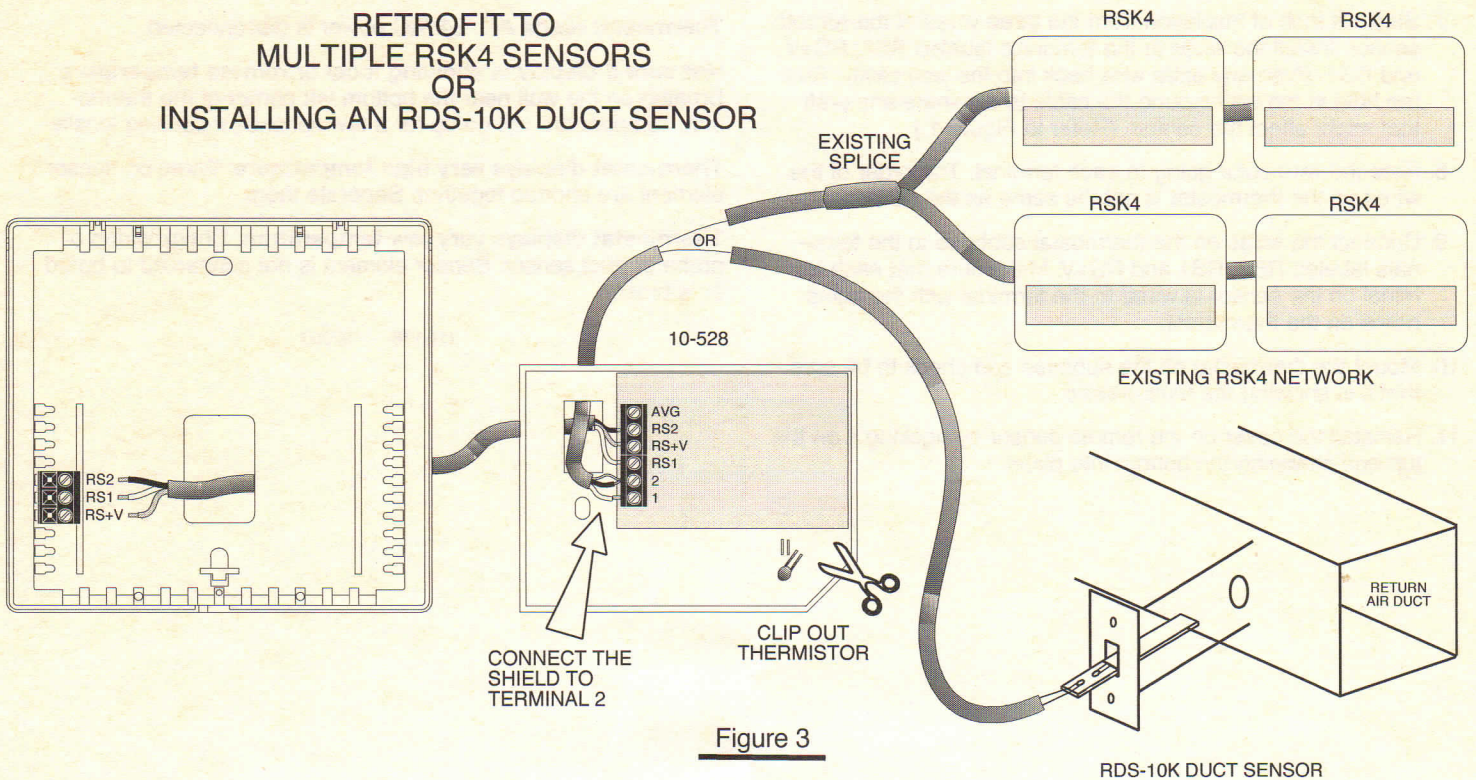 RETROFIT TO
MULTIPLE RSK4 SENSORS
OR
INSTALLING AN RDS-10K DUCT SENSOR
RSK4
RSK4
EXISTING
SPLICE
RSK4
RSK4
OR
10-528
EXISTING RSK4 NETWORK
AVG
RS2
RS+V
RS1
2
1
RS2
RS1
RS+V
RETURN
AIR DUCT
CLIP OUT
THERMISTOR
CONNECT THE
SHIELD TO
TERMINAL 2
Figure 3
RDS-10K DUCT SENSOR